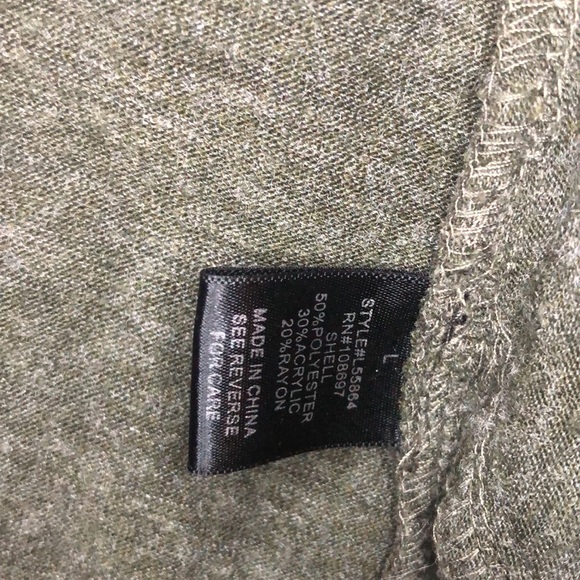 L
STYLE#L55864
RN#108697
SHELL
50%POLYESTER
30%ACRYLIC
20%RAYON
MADE IN CHINA
SEE REVERSE
FOR CARE